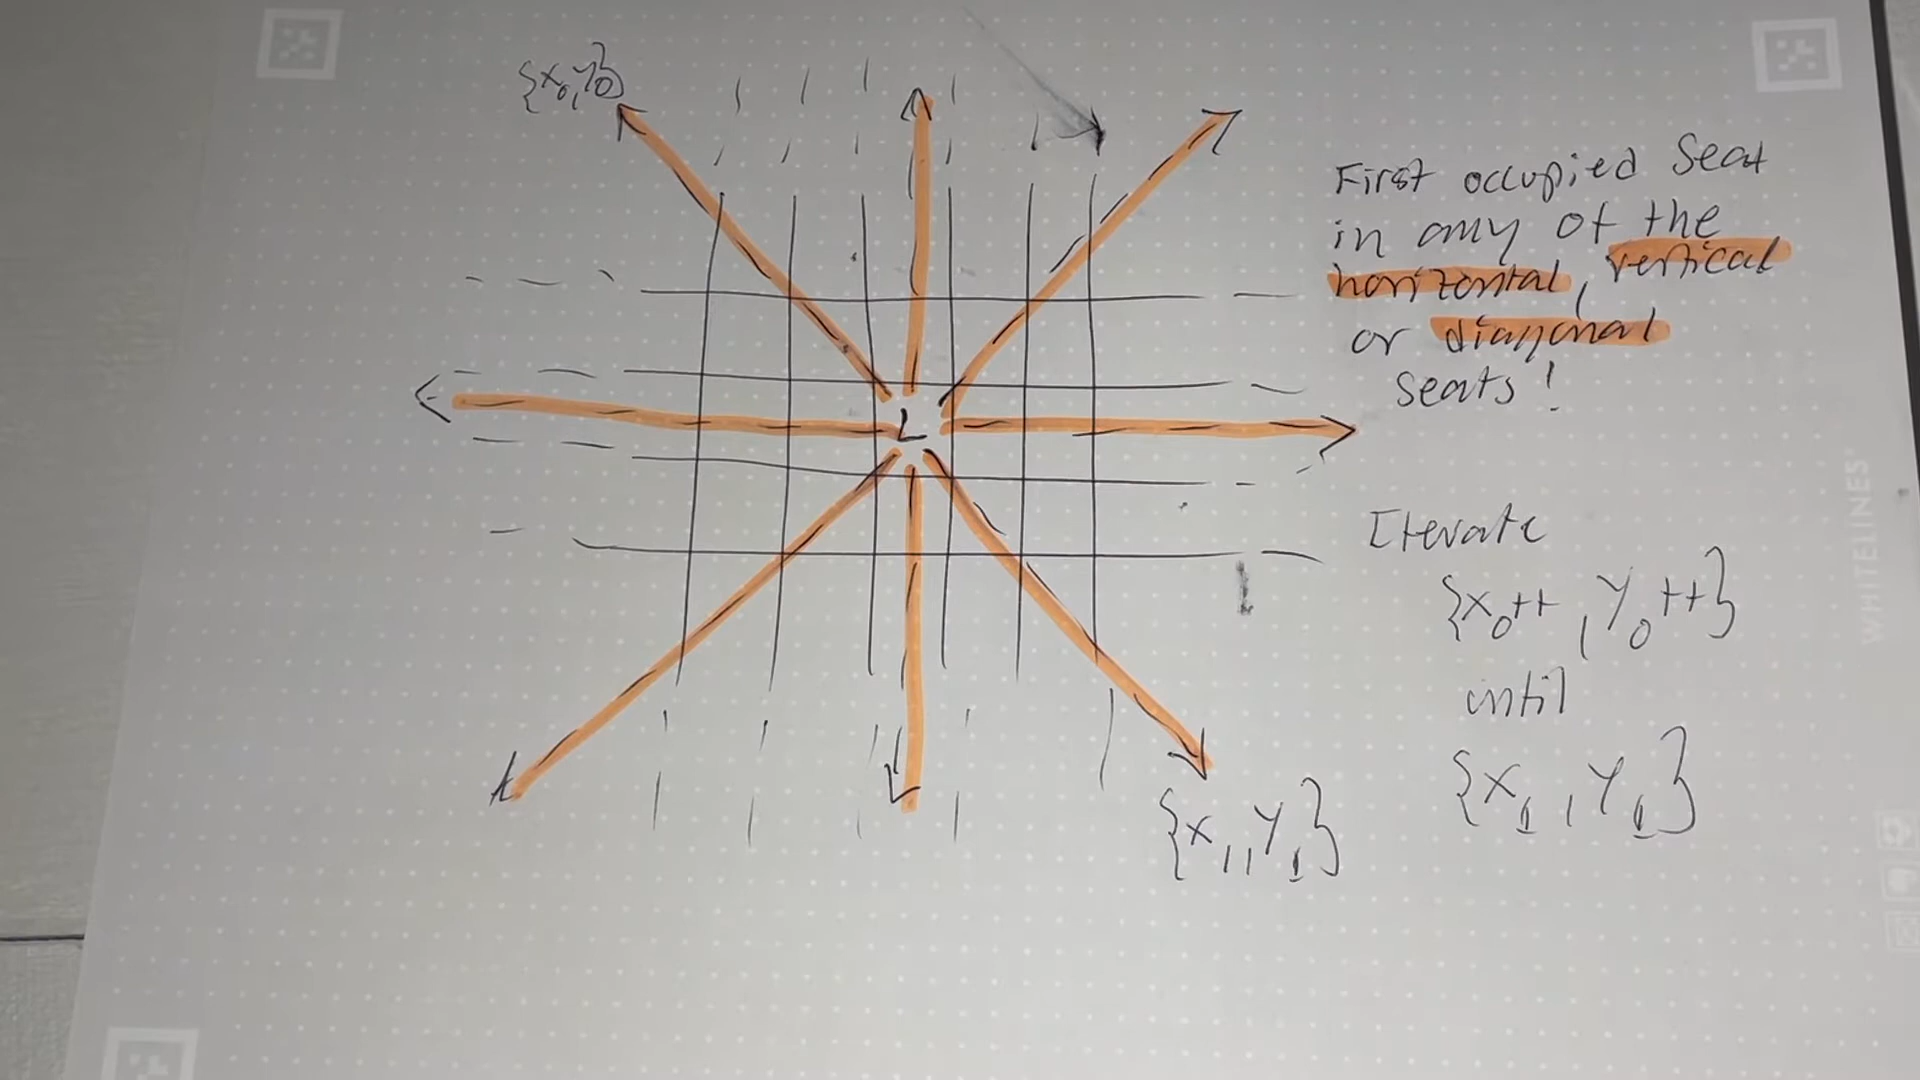 {x₀,y₀}
First occupied Seat
in any of the
horizontal, vertical
or diagonal
seats!
L
Iterate
{x₀++, y₀++}
until
{x₁, y₁}
{x₁, y₁}
WHITELINES